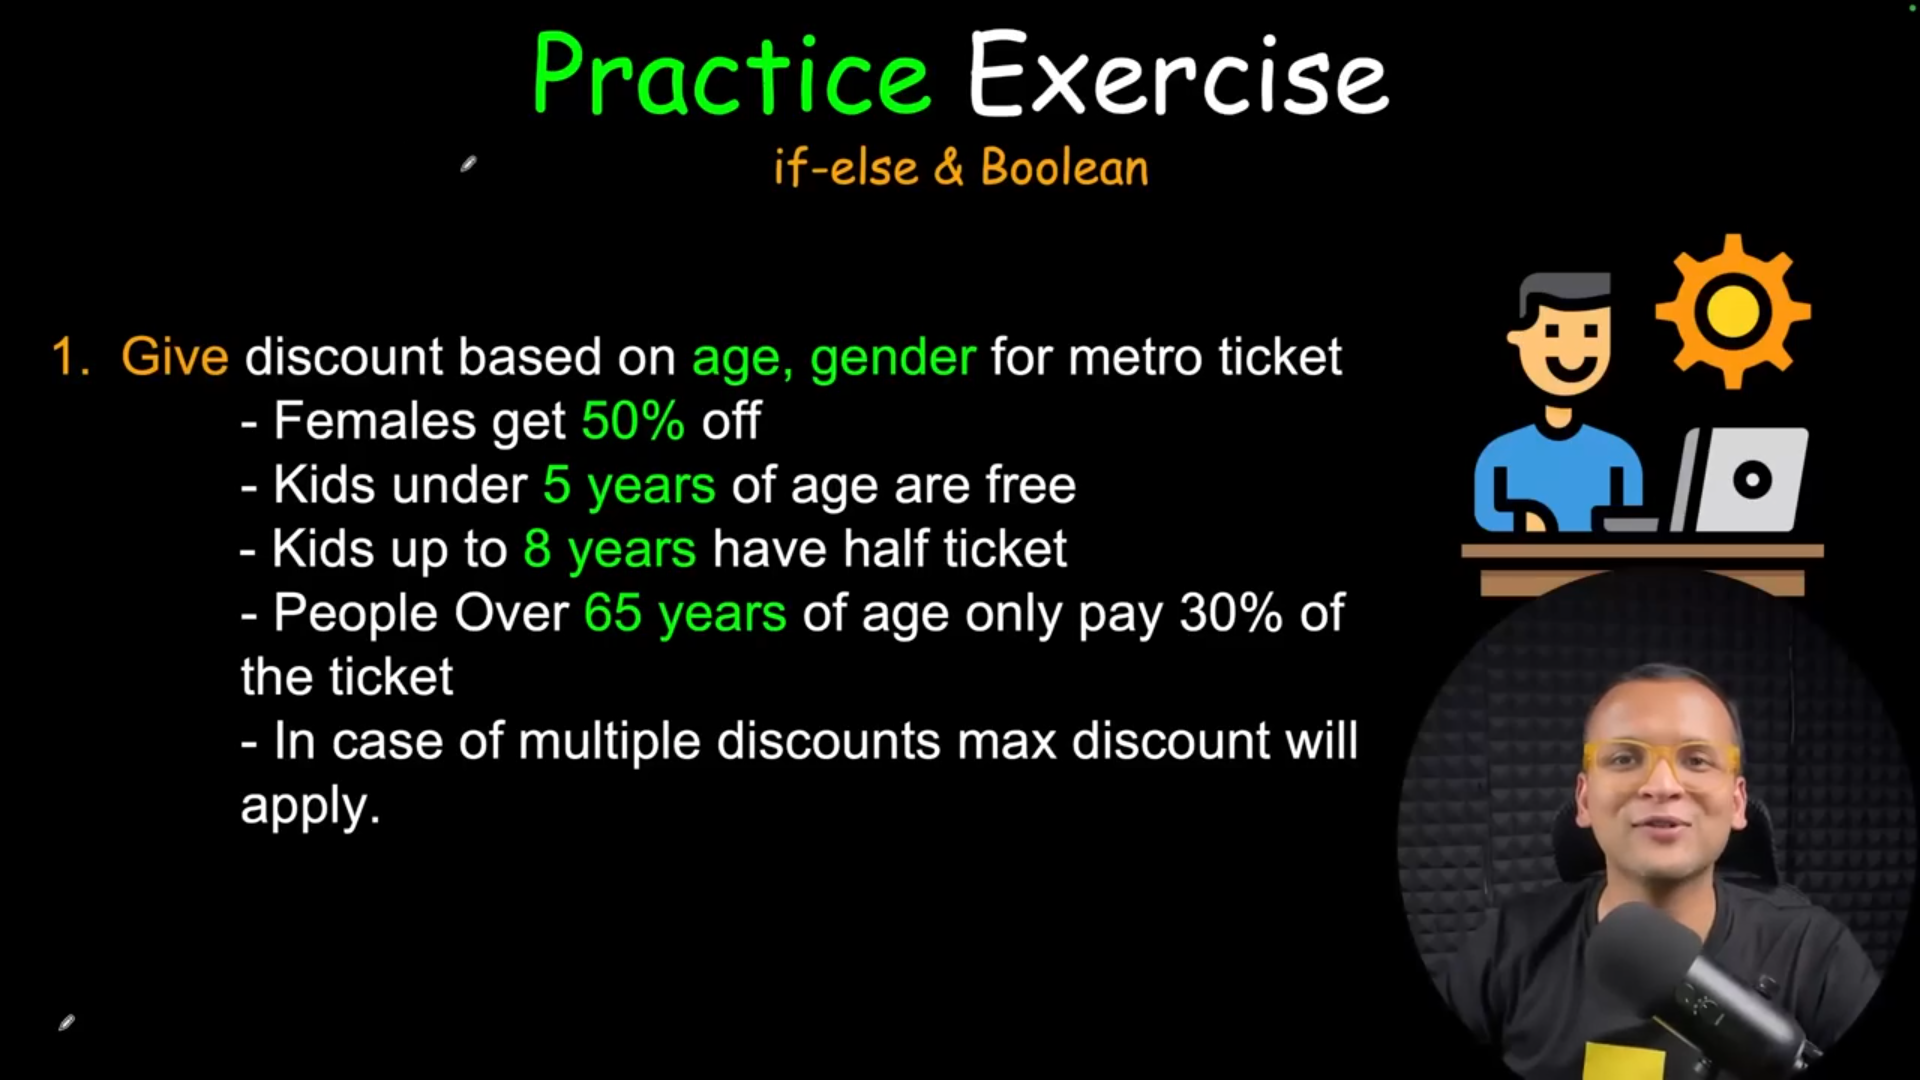 Practice Exercise
if-else & Boolean
1. Give discount based on age, gender for metro ticket
- Females get 50% off
- Kids under 5 years of age are free
- Kids up to 8 years have half ticket
- People Over 65 years of age only pay 30% of
the ticket
- In case of multiple discounts max discount will
apply.